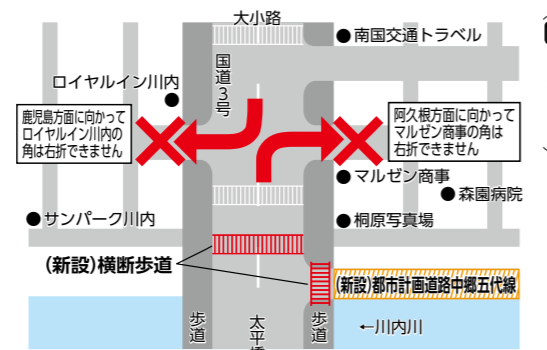 大小路
南国交通トラベル
国道3号
ロイヤルイン川内
鹿児島方面に向かって
ロイヤルイン川内の
角は右折できません
阿久根方面に向かって
マルゼン商事の角は
右折できません
マルゼン商事
森園病院
サンパーク川内
桐原写真場
(新設)横断歩道
(新設)都市計画道路中郷五代線
歩道
太平橋
歩道
←川内川